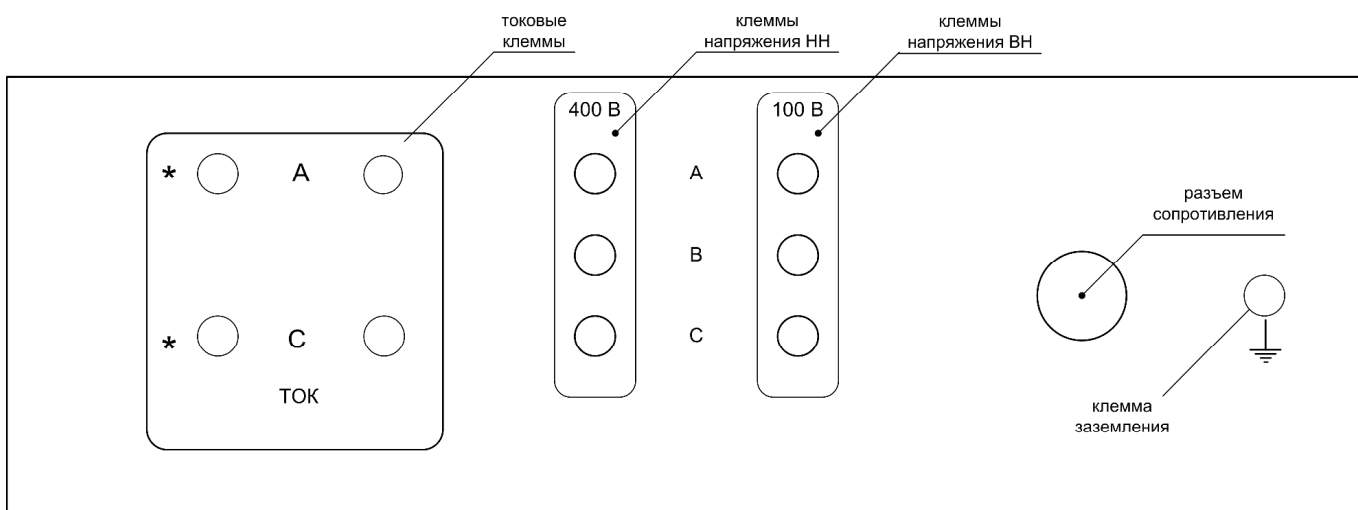 токовые
клеммы
клеммы
напряжения НН
клеммы
напряжения ВН
400 В
100 В
* А
А
В
* С
С
ТОК
разъем
сопротивления
клемма
заземления